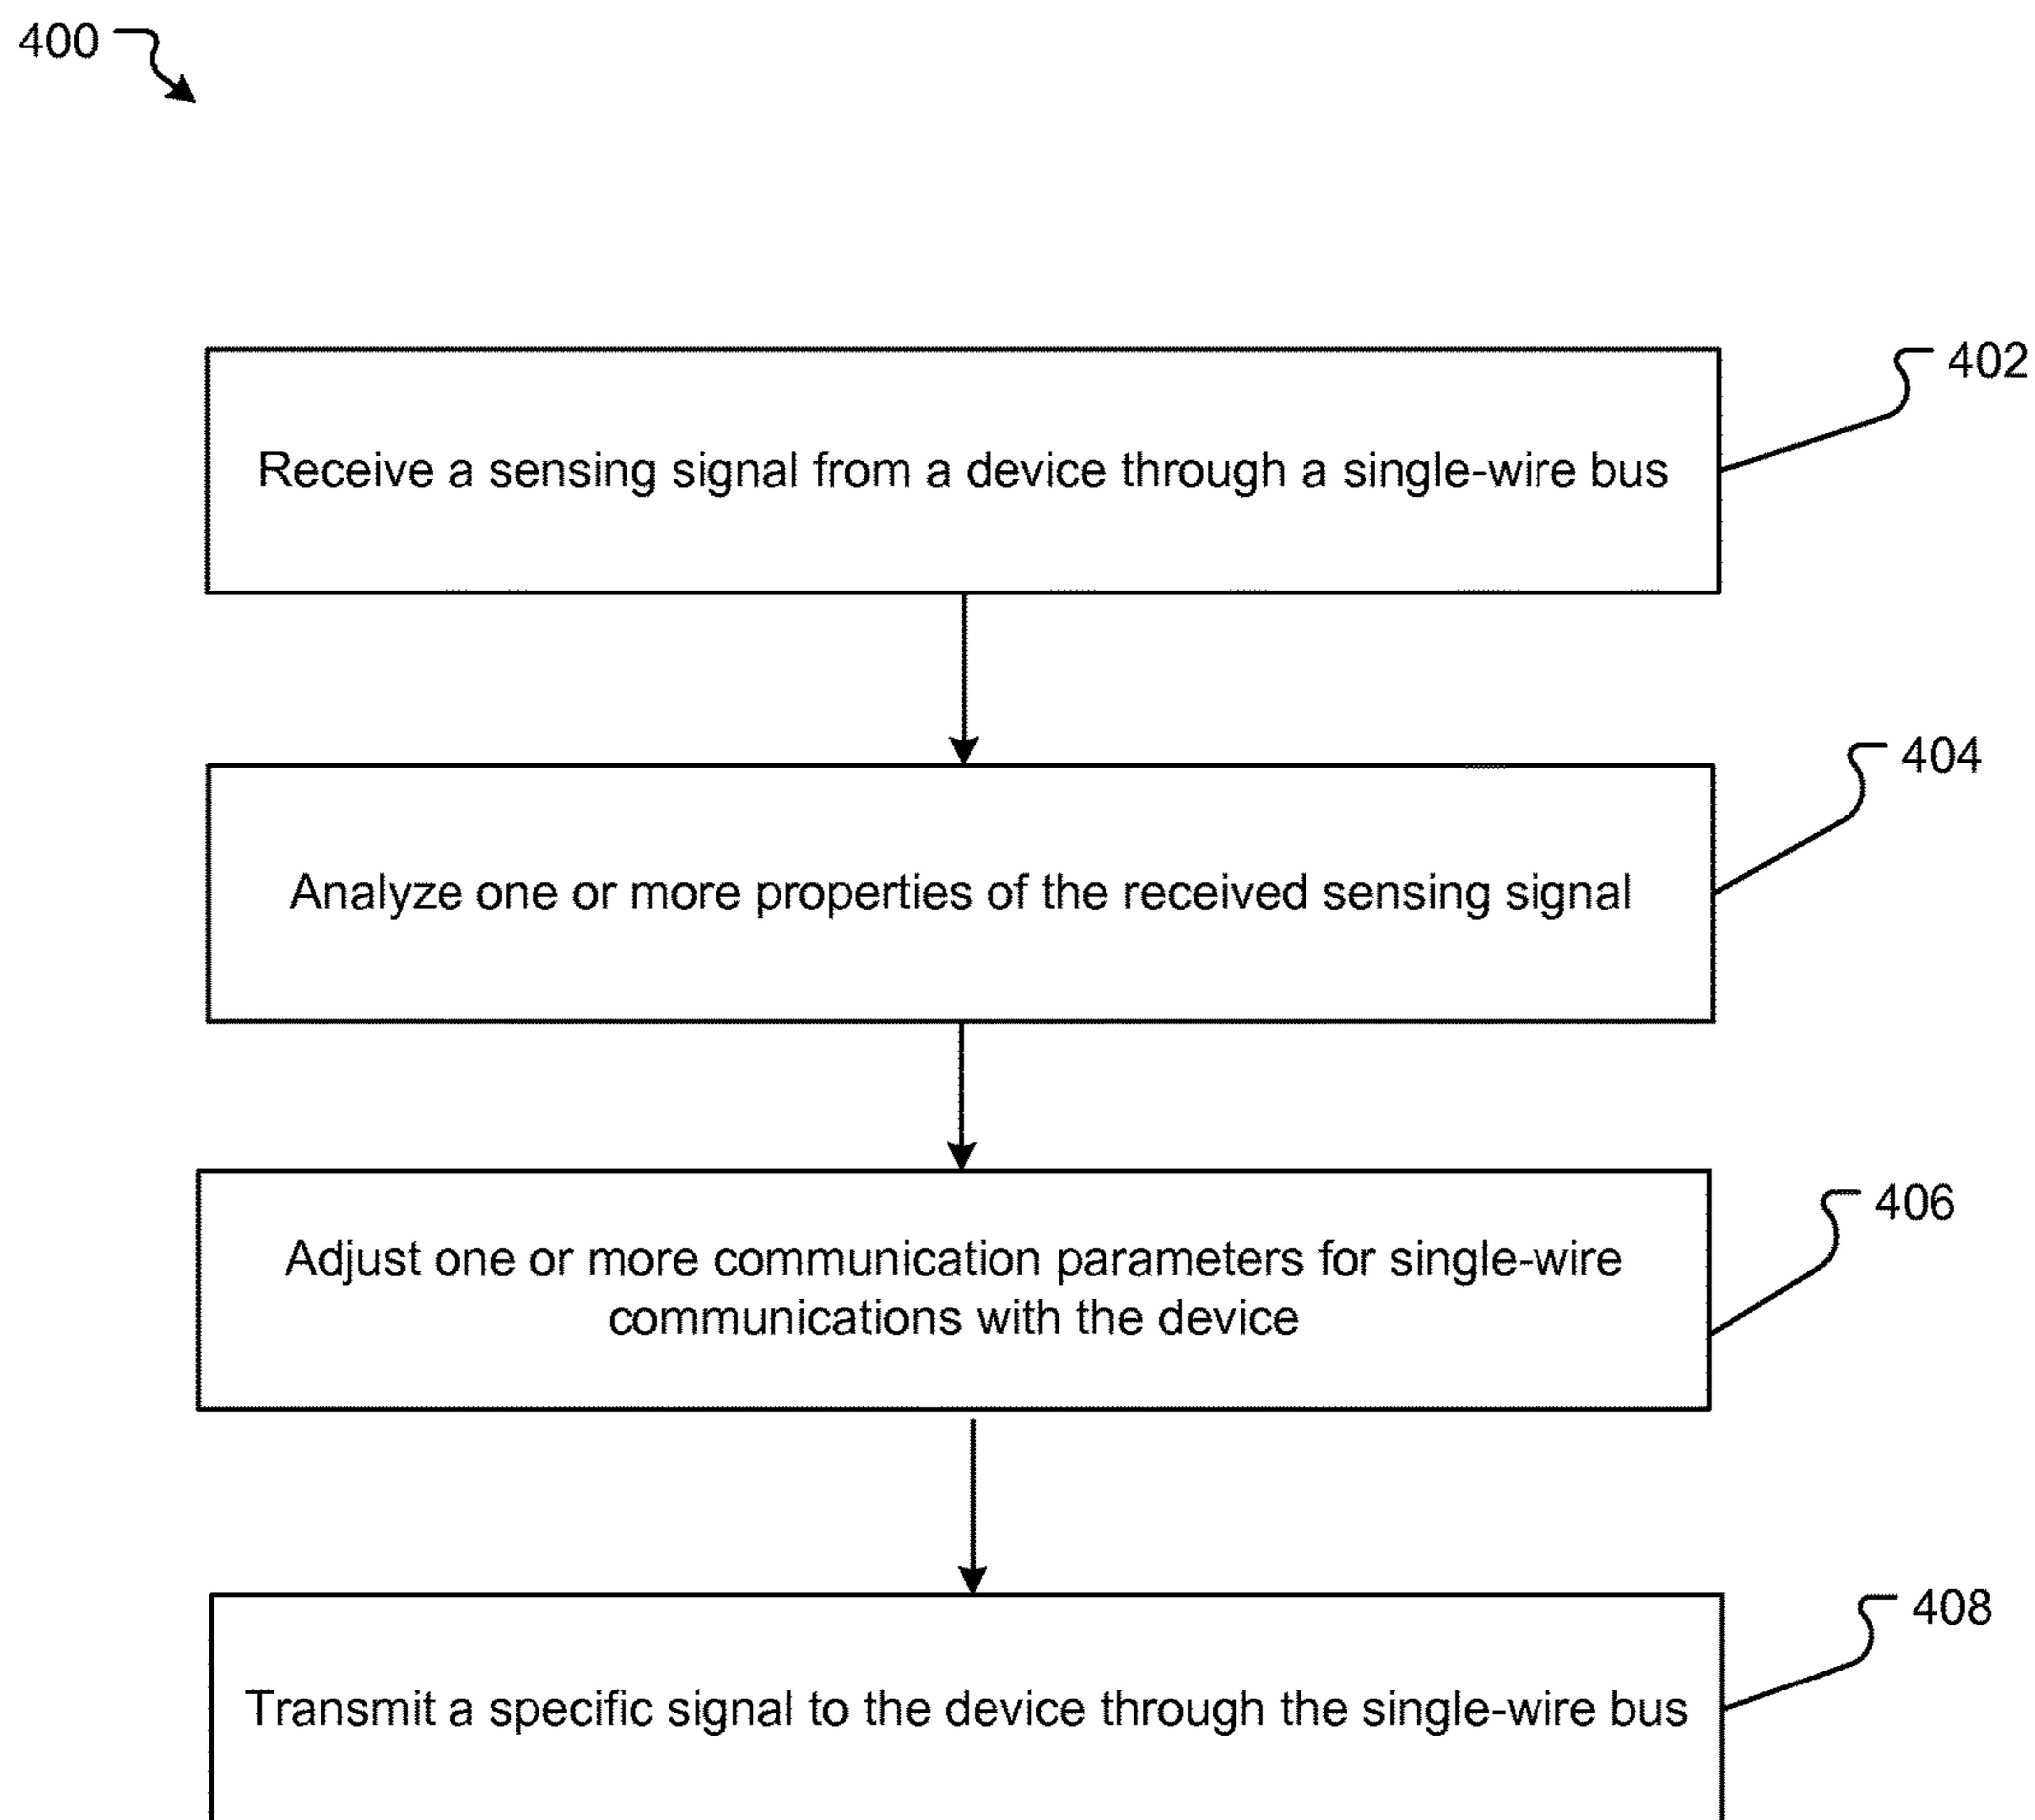 400
402
Receive a sensing signal from a device through a single-wire bus
404
Analyze one or more properties of the received sensing signal
406
Adjust one or more communication parameters for single-wire
communications with the device
408
Transmit a specific signal to the device through the single-wire bus